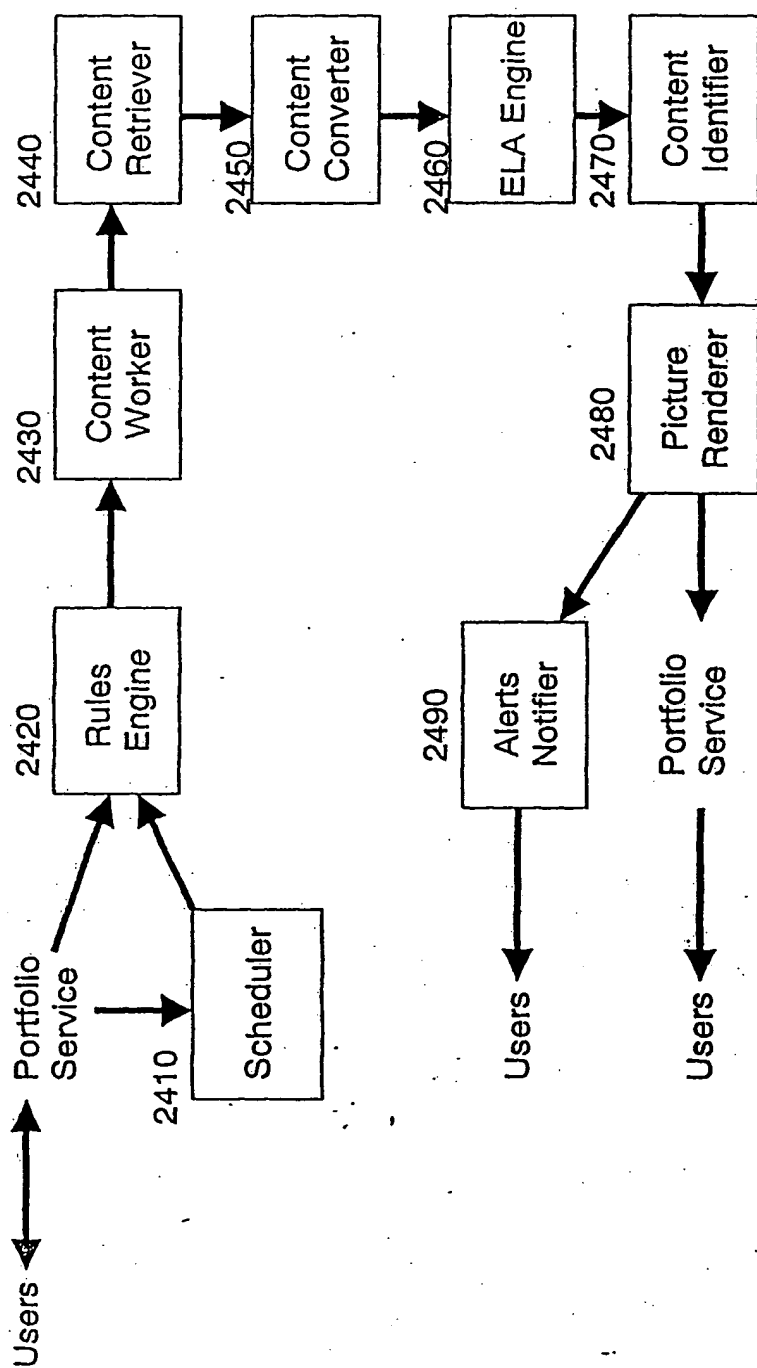 Users
Portfolio
Service
2410
Scheduler
2420
Rules
Engine
2430
Content
Worker
2440
Content
Retriever
2450
Content
Converter
2460
ELA Engine
2470
Content
Identifier
2480
Picture
Renderer
2490
Alerts
Notifier
Users
Portfolio
Service
Users